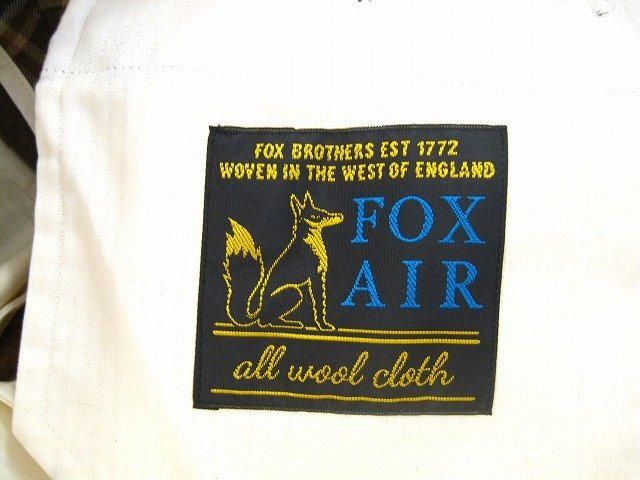 FOX BROTHERS EST 1772
WOVEN IN THE WEST OF ENGLAND
FOX
AIR
all wool cloth